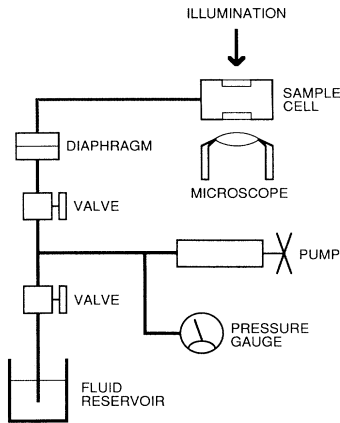 ILLUMINATION
SAMPLE
CELL
DIAPHRAGM
MICROSCOPE
VALVE
PUMP
VALVE
PRESSURE
GAUGE
FLUID
RESERVOIR